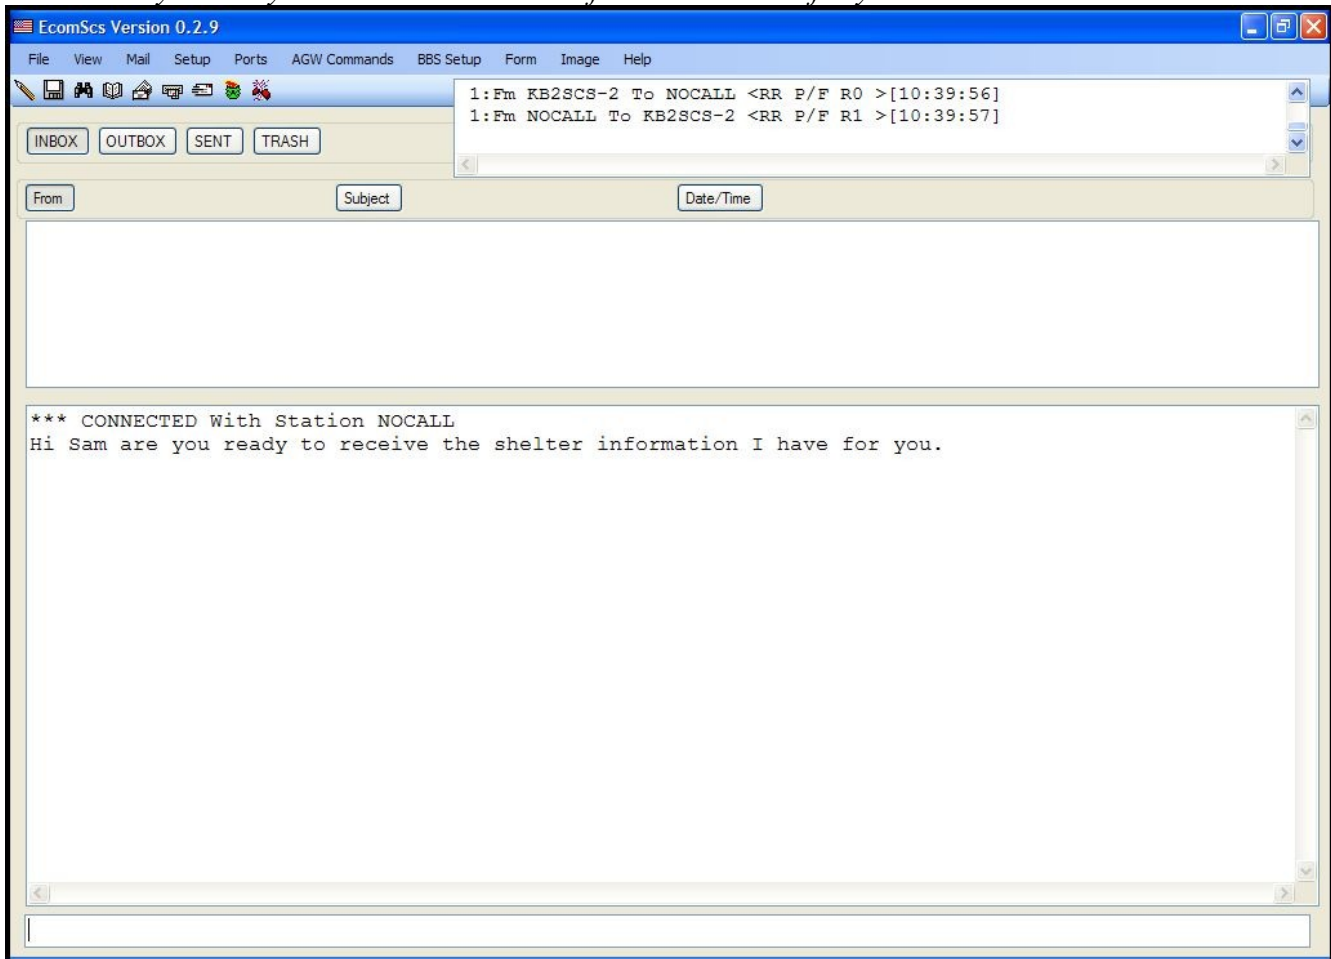 EcomScs Version 0.2.9
File View Mail Setup Ports AGW Commands BBS Setup Form Image Help
1:Fm KB2SCS-2 To NOCALL <RR P/F R0 >[10:39:56]
1:Fm NOCALL To KB2SCS-2 <RR P/F R1 >[10:39:57]
INBOX OUTBOX SENT TRASH
From Subject Date/Time
*** CONNECTED With Station NOCALL
Hi Sam are you ready to receive the shelter information I have for you.